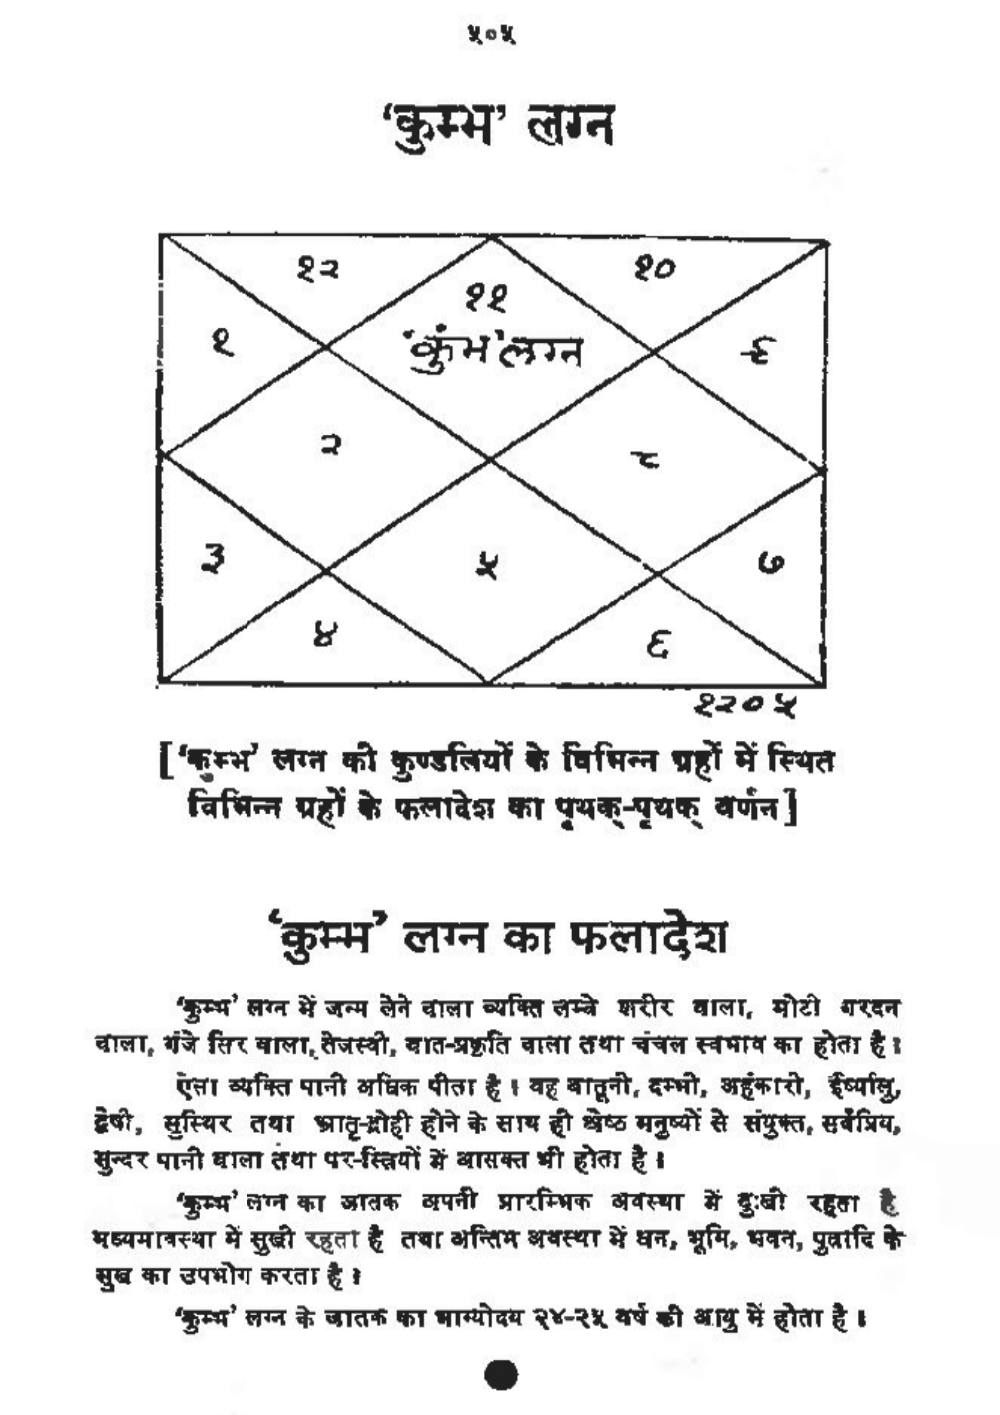 ५०५
‘कुम्भ’ लग्न
१२
१०
११
१
‘कुंभ’ लग्न
९
२
८
३
५
७
४
६
१२०५
[‘कुम्भ’ लग्न की कुण्डलियों के विभिन्न ग्रहों में स्थित
विभिन्न ग्रहों के फलादेश का पृथक्-पृथक् वर्णन]
‘कुम्भ’ लग्न का फलादेश
‘कुम्भ’ लग्न में जन्म लेने वाला व्यक्ति लम्बे शरीर वाला, मोटी गरदन
वाला, गंजे सिर वाला, तेजस्वी, वात-प्रकृति वाला तथा चंचल स्वभाव का होता है।
ऐसा व्यक्ति पानी अधिक पीता है। वह बातूनी, दम्भी, अहंकारी, ईर्ष्यालु,
द्वेषी, सुस्थिर तथा भ्रातृ-द्रोही होने के साथ ही श्रेष्ठ मनुष्यों से संयुक्त, सर्वप्रिय,
सुन्दर पानी वाला तथा पर-स्त्रियों में आसक्त भी होता है।
‘कुम्भ’ लग्न का जातक अपनी प्रारम्भिक अवस्था में दुःखी रहता है
मध्यमावस्था में सुखी रहता है तथा अन्तिम अवस्था में धन, भूमि, भवन, पुत्रादि के
सुख का उपभोग करता है।
‘कुम्भ’ लग्न के जातक का भाग्योदय २४-२५ वर्ष की आयु में होता है।